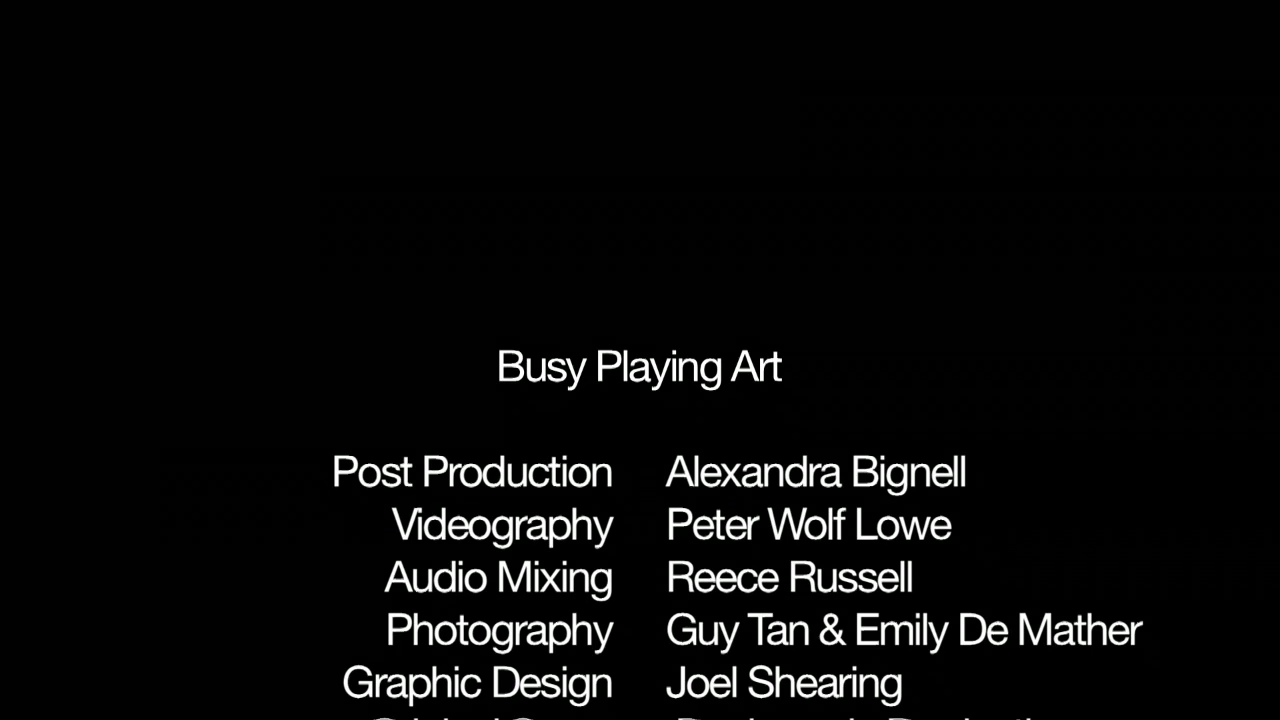 Busy Playing Art
Post Production Alexandra Bignell
Videography Peter Wolf Lowe
Audio Mixing Reece Russell
Photography Guy Tan & Emily De Mather
Graphic Design Joel Shearing